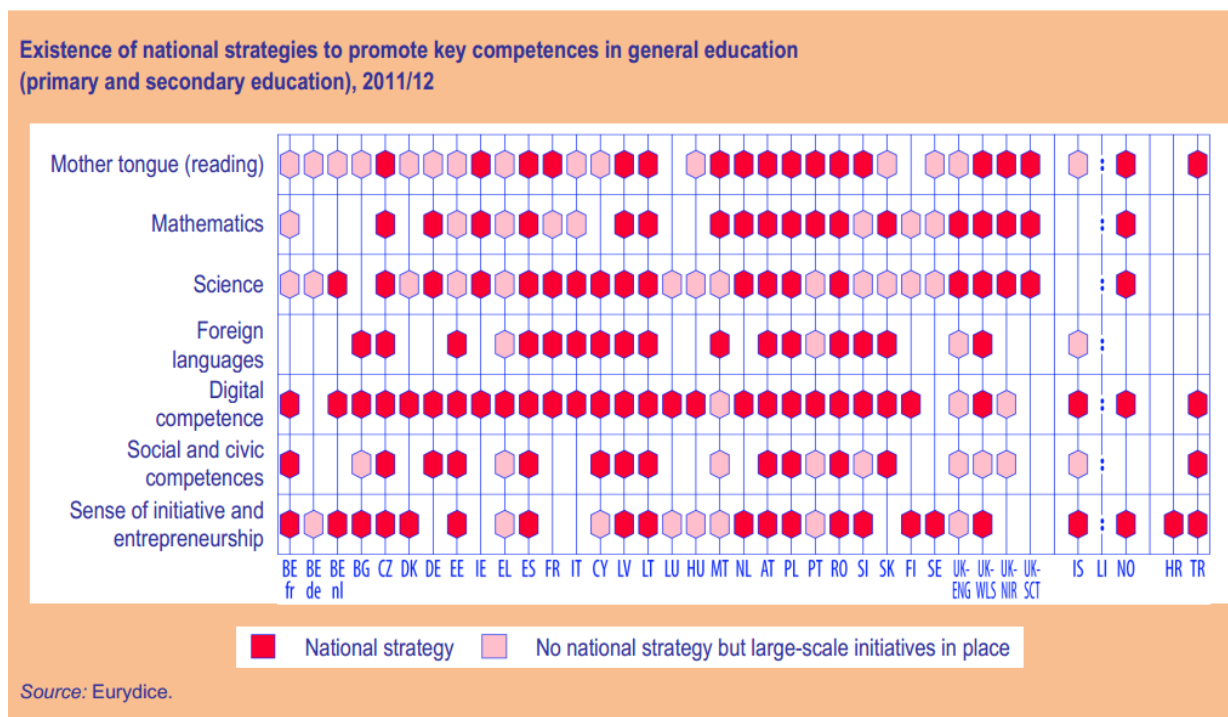 Existence of national strategies to promote key competences in general education
(primary and secondary education), 2011/12
Mother tongue (reading)
Mathematics
Science
Foreign
languages
Digital
competence
Social and civic
competences
Sense of initiative and
entrepreneurship
BE BE BE BG CZ DK DE EE IE EL ES FR IT CY LV LT LU HU MT NL AT PL PT RO SI SK FI SE UK- UK- UK- UK- IS LI NO HR TR
fr de nl ENG WLS NIR SCT
National strategy No national strategy but large-scale initiatives in place
Source: Eurydice.